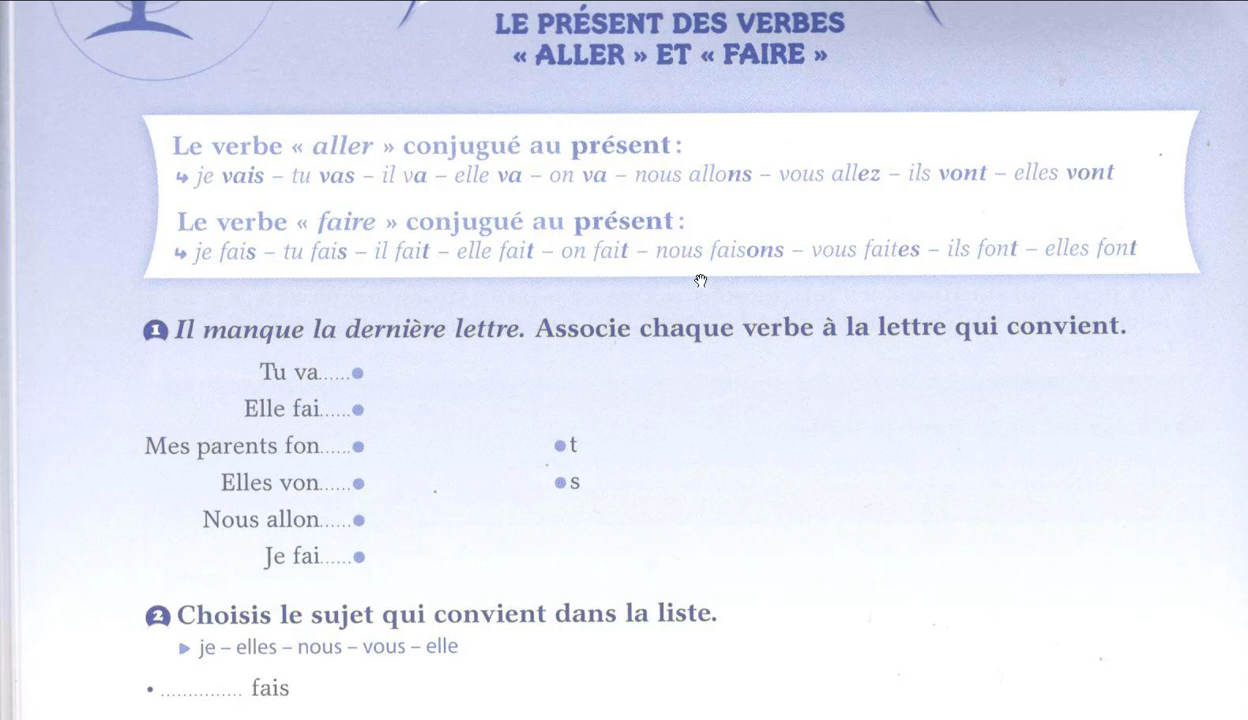 LE PRÉSENT DES VERBES
« ALLER » ET « FAIRE »
Le verbe « aller » conjugué au présent :
↳ je vais – tu vas – il va – elle va – on va – nous allons – vous allez – ils vont – elles vont
Le verbe « faire » conjugué au présent :
↳ je fais – tu fais – il fait – elle fait – on fait – nous faisons – vous faites – ils font – elles font
1 Il manque la dernière lettre. Associe chaque verbe à la lettre qui convient.
Tu va......●
Elle fai......●
Mes parents fon......● ●t
Elles von......● ●s
Nous allon......●
Je fai......●
2 Choisis le sujet qui convient dans la liste.
▶ je – elles – nous – vous – elle
• ............... fais